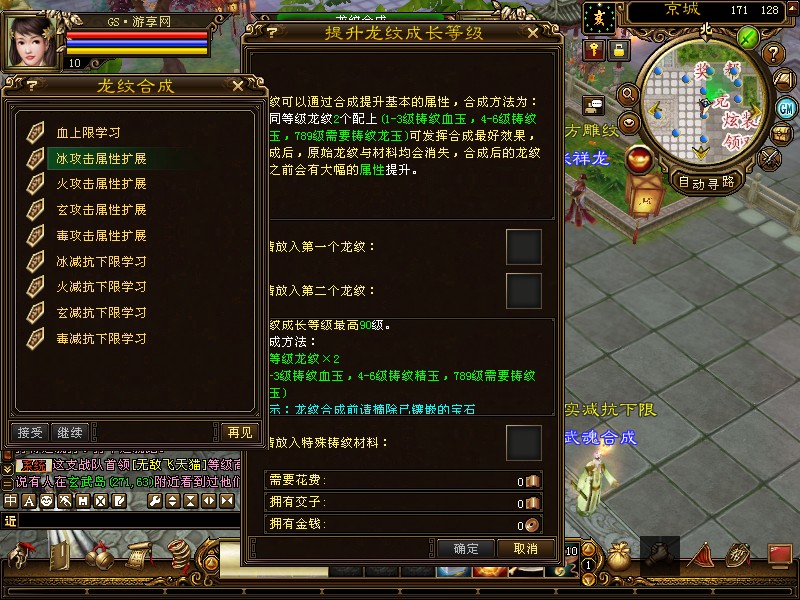 GS·游享网
10
龙纹合成
提升龙纹成长等级
京城
171 128
亥
北
GM
自动寻路
龙纹合成
血上限学习
冰攻击属性扩展
火攻击属性扩展
玄攻击属性扩展
毒攻击属性扩展
冰减抗下限学习
火减抗下限学习
玄减抗下限学习
毒减抗下限学习
接受
继续
再见
纹可以通过合成提升基本的属性，合成方法为：
同等级龙纹2个配上(1-3级铸纹血玉，4-6级铸纹
玉，789级需要铸纹龙玉)可发挥合成最好效果，
成后，原始龙纹与材料均会消失，合成后的龙纹
之前会有大幅的属性提升。
请放入第一个龙纹：
请放入第二个龙纹：
纹成长等级最高90级。
成方法：
等级龙纹×2
-3级铸纹血玉，4-6级铸纹精玉，789级需要铸纹
玉)
示：龙纹合成前请摘除已镶嵌的宝石
请放入特殊铸纹材料：
需要花费：
0
拥有交子：
0
拥有金钱：
0
确定
取消
方雕纹
朱祥龙
实减抗下限
武魂合成
系统 这支战队首领[无敌飞天猫]等级高
说有人在玄武岛(271,63)附近看到过他们
中
A
近
10
1